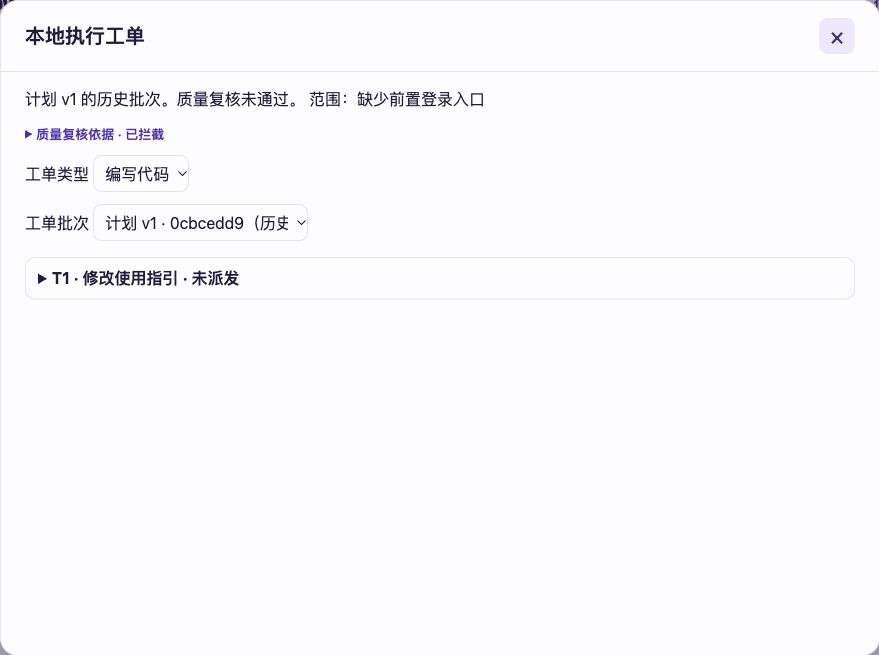 本地执行工单
×
计划 v1 的历史批次。质量复核未通过。 范围：缺少前置登录入口
▶ 质量复核依据 · 已拦截
工单类型 编写代码
工单批次 计划 v1 · 0cbcedd9（历史
▶ T1 · 修改使用指引 · 未派发